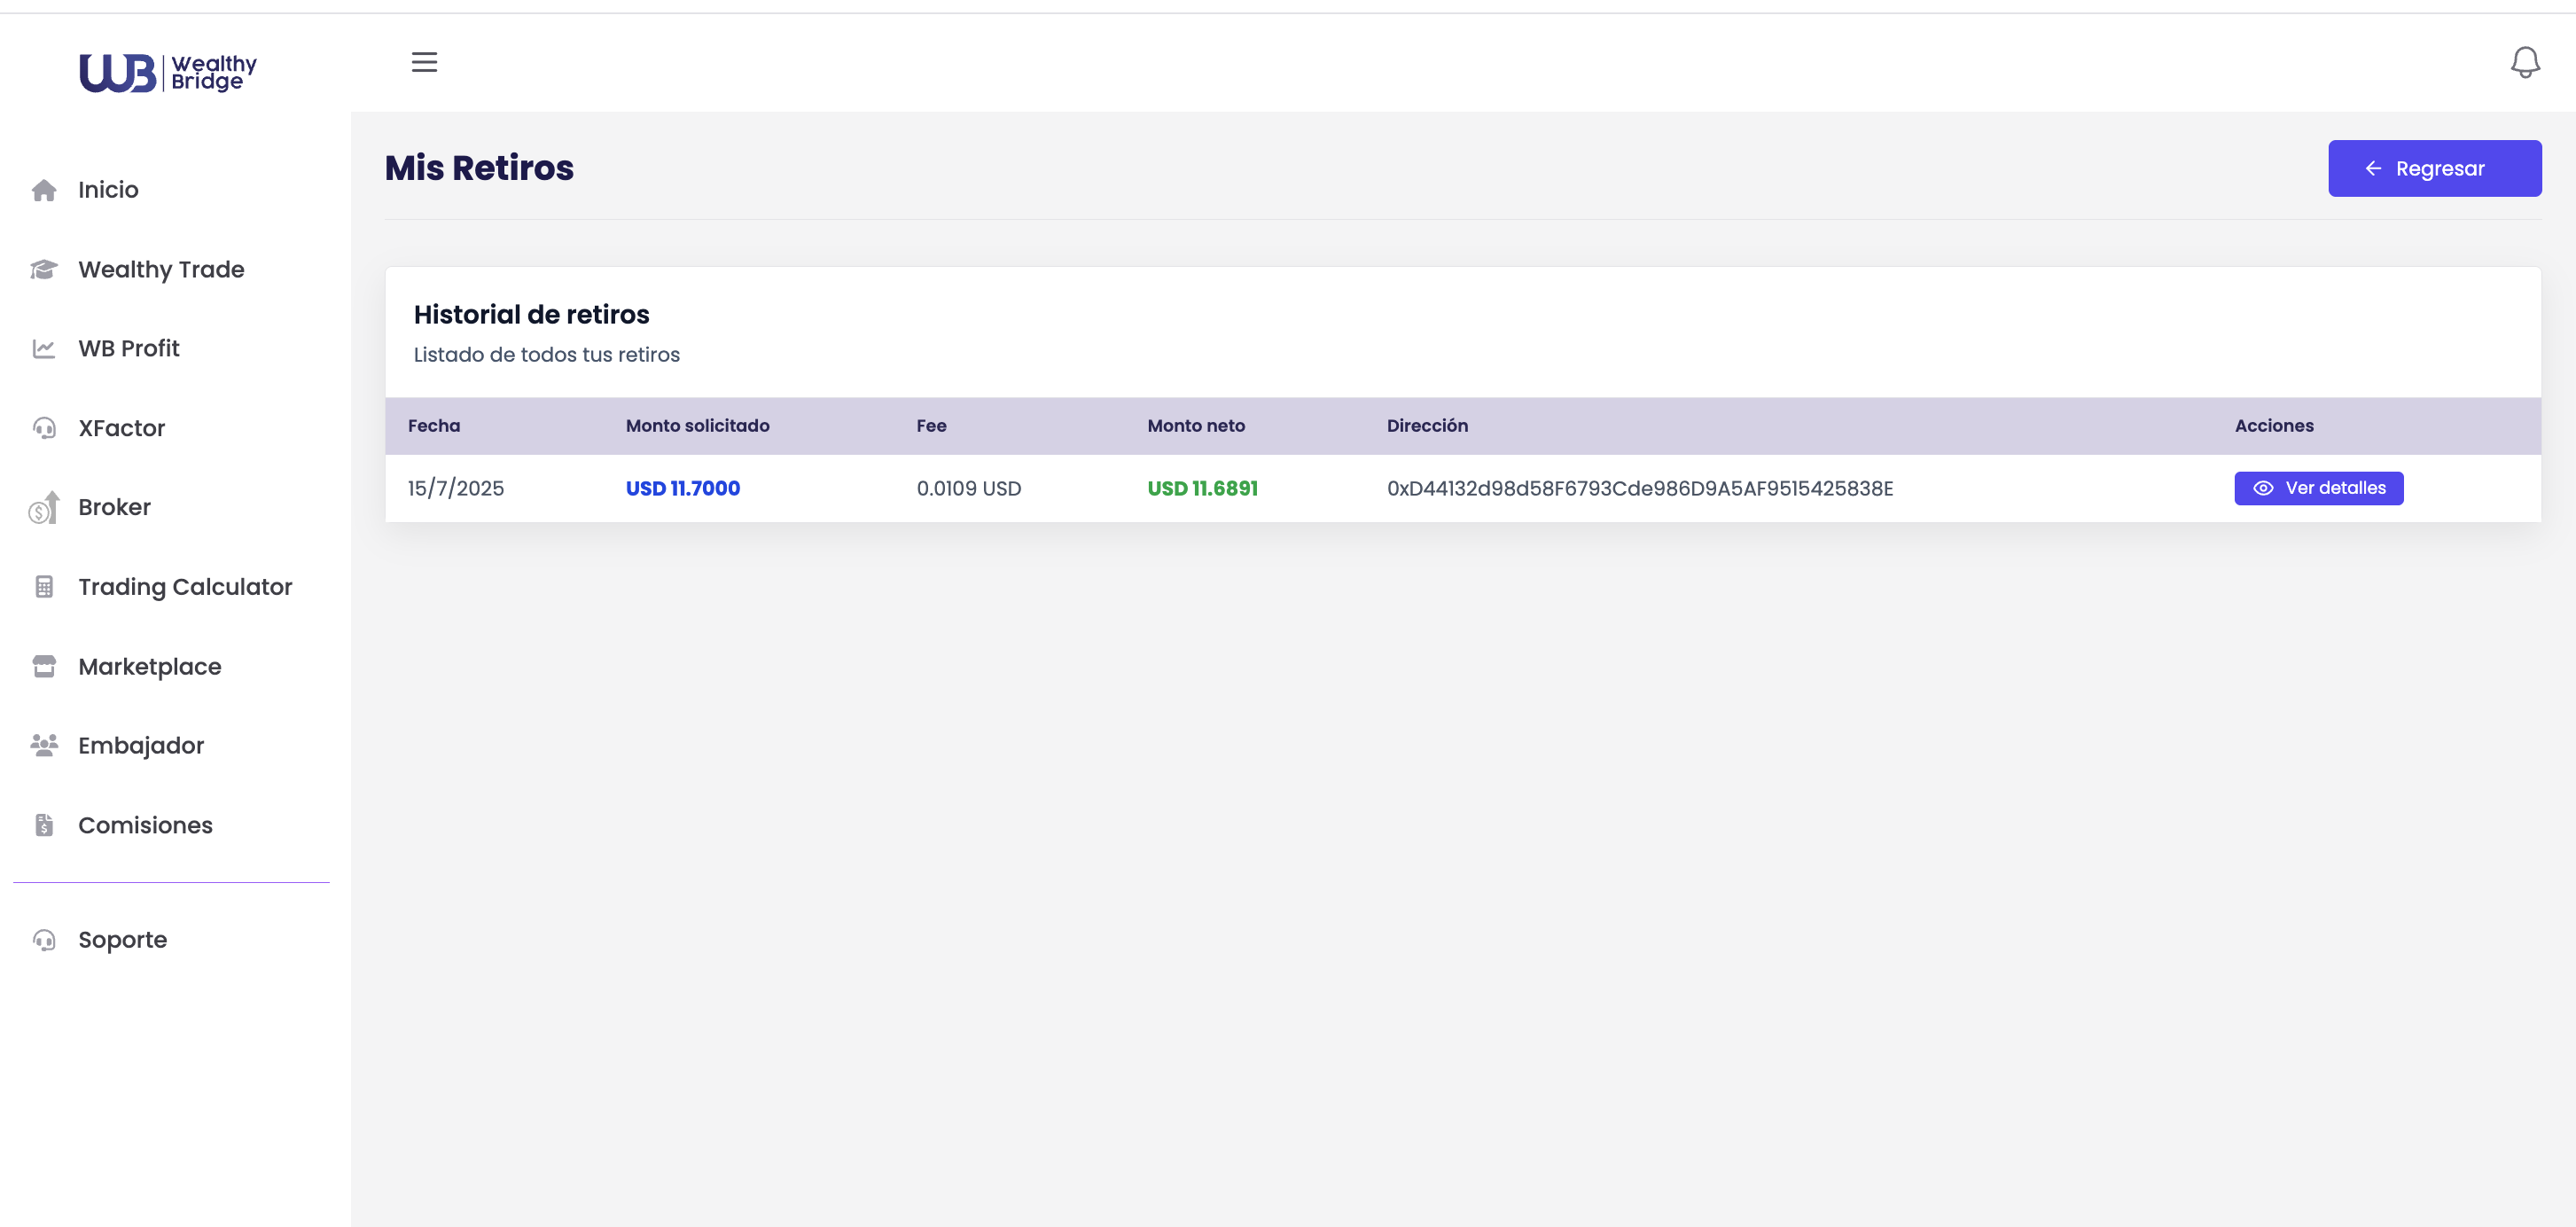 WB Wealthy
Bridge
Inicio
Wealthy Trade
WB Profit
XFactor
Broker
Trading Calculator
Marketplace
Embajador
Comisiones
Soporte
Mis Retiros
← Regresar
Historial de retiros
Listado de todos tus retiros
Fecha Monto solicitado Fee Monto neto Dirección Acciones
15/7/2025 USD 11.7000 0.0109 USD USD 11.6891 0xD44132d98d58F6793Cde986D9A5AF9515425838E Ver detalles